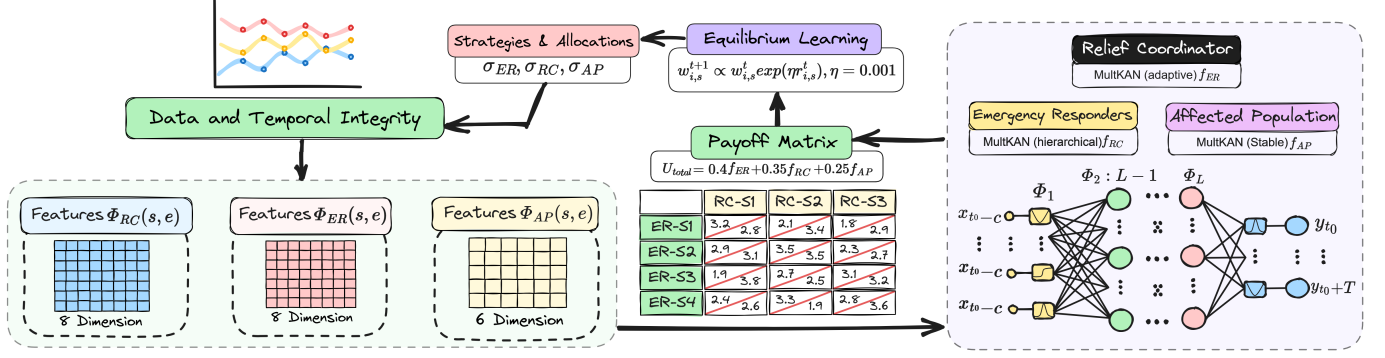 Data and Temporal Integrity
Strategies & Allocations
σ_ER, σ_RC, σ_AP
Equilibrium Learning
w_{i,s}^{t+1} ∝ w_{i,s}^t exp(ηr_{i,s}^t), η = 0.001
Payoff Matrix
U_total = 0.4f_ER+0.35f_RC +0.25f_AP
Features Φ_RC(s, e)
8 Dimension
Features Φ_ER(s, e)
8 Dimension
Features Φ_AP(s, e)
6 Dimension
RC-S1 RC-S2 RC-S3
ER-S1 3.2 2.8 2.1 3.4 1.8 2.9
ER-S2 2.9 3.1 3.5 3.5 2.3 2.7
ER-S3 1.9 3.8 2.7 2.5 3.1 3.2
ER-S4 2.4 2.6 3.3 1.9 2.8 3.6
Relief Coordinator
MultKAN (adaptive) f_ER
Emergency Responders
MultKAN (hierarchical) f_RC
Affected Population
MultKAN (Stable) f_AP
Φ_1 Φ_2 : L − 1 Φ_L
x_{t_0}−c
x_{t_0}−c
x_{t_0}−c
y_{t_0}
y_{t_0+T}